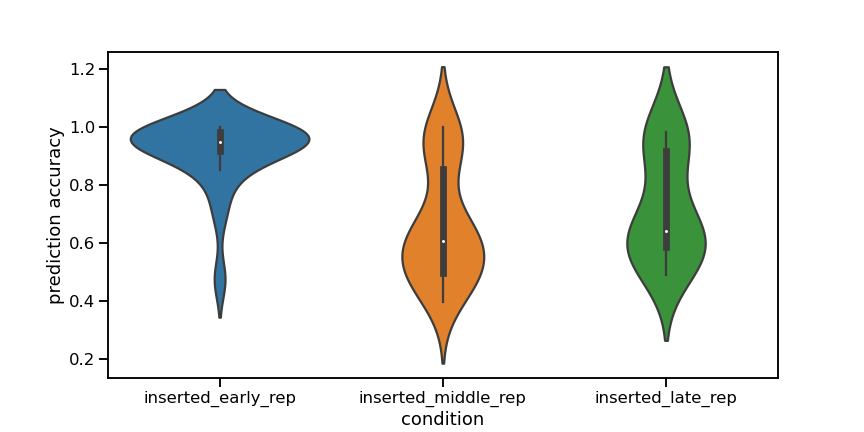 prediction accuracy
1.2
1.0
0.8
0.6
0.4
0.2
inserted_early_rep inserted_middle_rep inserted_late_rep
condition